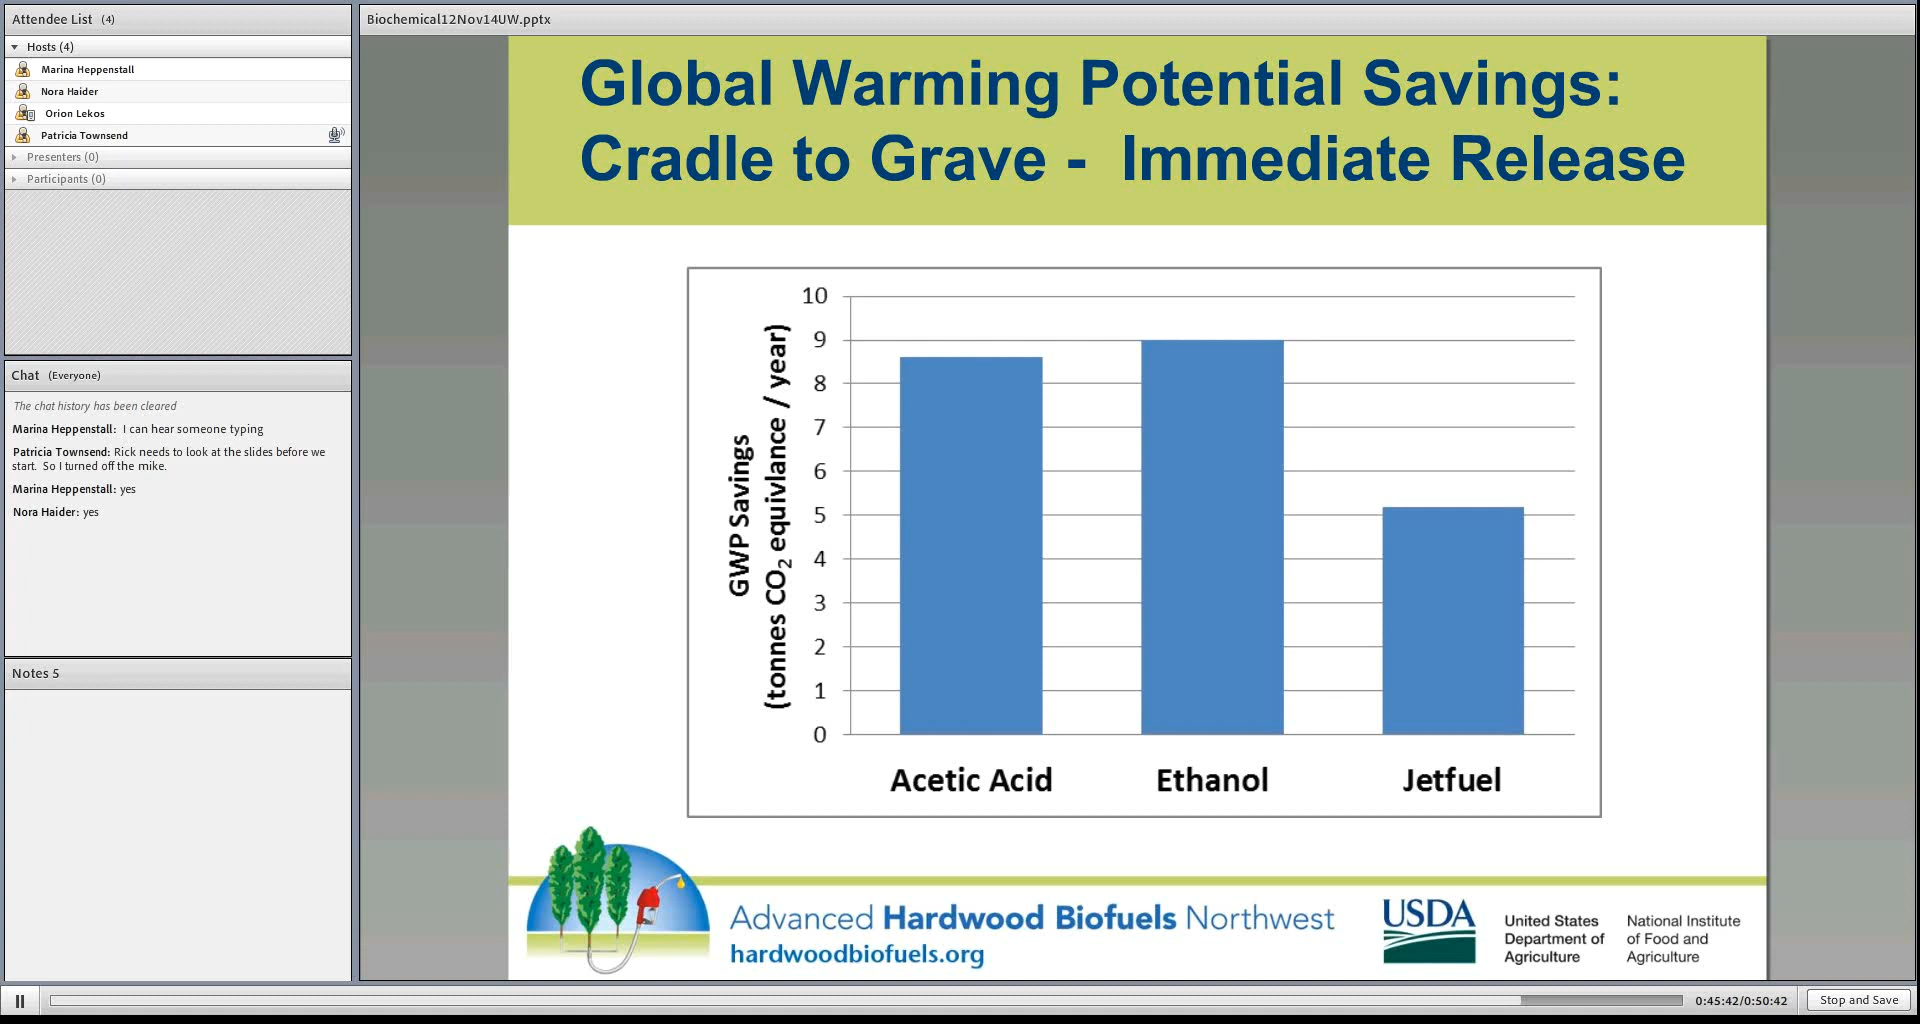 Attendee List (4)
Hosts (4)
Marina Heppenstall
Nora Haider
Orion Lekos
Patricia Townsend
Presenters (0)
Participants (0)
Chat (Everyone)
The chat history has been cleared
Marina Heppenstall: I can hear someone typing
Patricia Townsend: Rick needs to look at the slides before we
start. So I turned off the mike.
Marina Heppenstall: yes
Nora Haider: yes
Notes 5
Biochemical12Nov14UW.pptx
Global Warming Potential Savings:
Cradle to Grave - Immediate Release
GWP Savings
(tonnes CO₂ equivlance / year)
10
9
8
7
6
5
4
3
2
1
0
Acetic Acid Ethanol Jetfuel
Advanced Hardwood Biofuels Northwest
hardwoodbiofuels.org
USDA
United States
Department of
Agriculture
National Institute
of Food and
Agriculture
0:45:42/0:50:42
Stop and Save